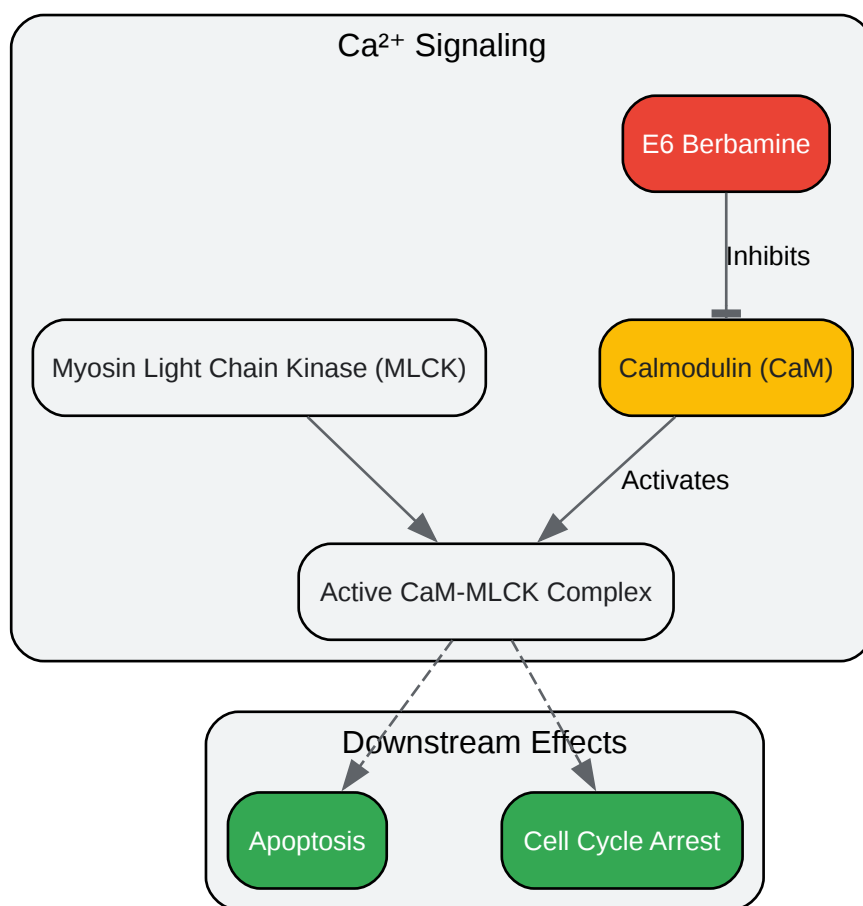 Ca²⁺ Signaling
E6 Berbamine
Inhibits
Myosin Light Chain Kinase (MLCK)
Calmodulin (CaM)
Activates
Active CaM-MLCK Complex
Downstream Effects
Apoptosis
Cell Cycle Arrest